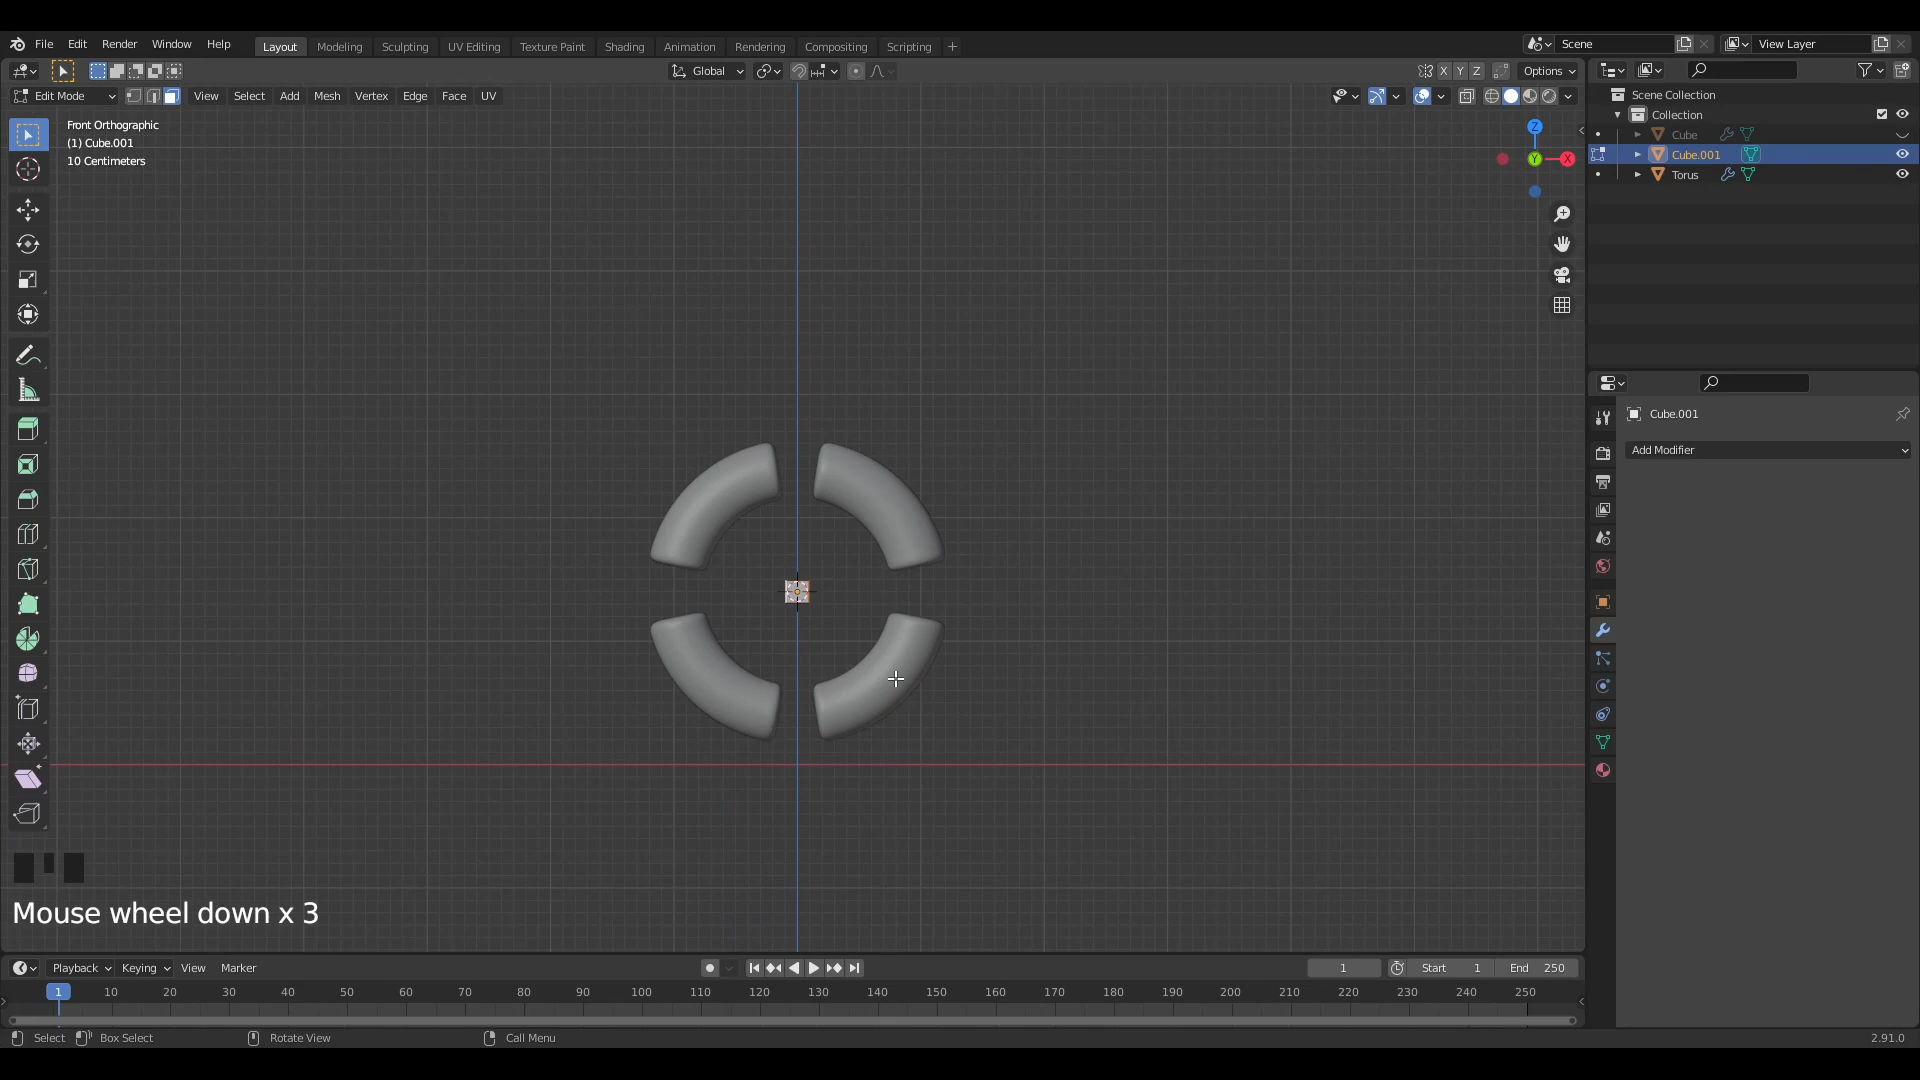 File Edit Render Window Help Layout Modeling Sculpting UV Editing Texture Paint Shading Animation Rendering Compositing Scripting + Scene View Layer
Global X Y Z Options
Edit Mode View Select Add Mesh Vertex Edge Face UV
Front Orthographic
(1) Cube.001
10 Centimeters
Z
Y
X
Scene Collection
Collection
Cube
Cube.001
Torus
Cube.001
Add Modifier
Mouse wheel down x 3
Playback Keying View Marker 1 Start 1 End 250
1 10 20 30 40 50 60 70 80 90 100 110 120 130 140 150 160 170 180 190 200 210 220 230 240 250
Select Box Select Rotate View Call Menu 2.91.0